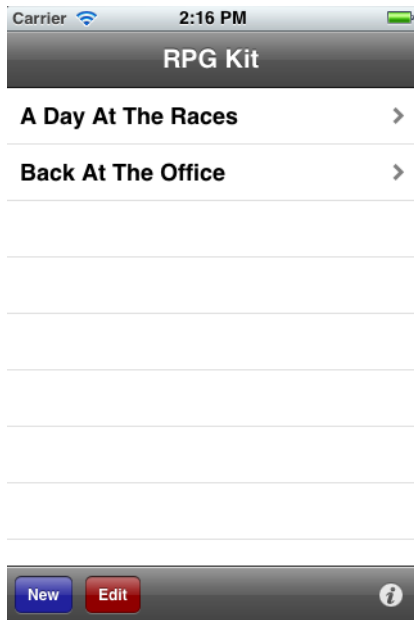 Carrier 2:16 PM
RPG Kit
A Day At The Races
Back At The Office
New Edit